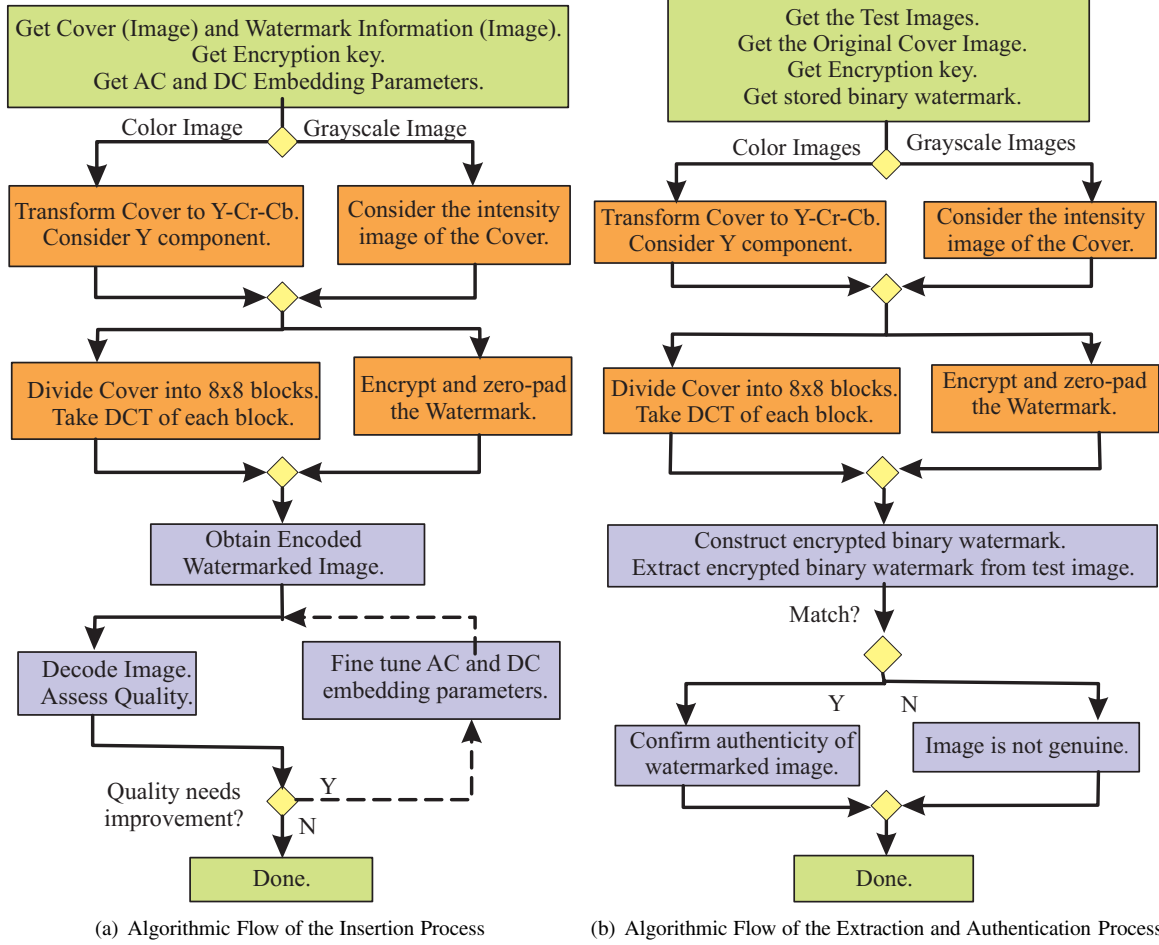 Get Cover (Image) and Watermark Information (Image).
Get Encryption key.
Get AC and DC Embedding Parameters.
Color Image
Grayscale Image
Transform Cover to Y-Cr-Cb.
Consider Y component.
Consider the intensity
image of the Cover.
Divide Cover into 8x8 blocks.
Take DCT of each block.
Encrypt and zero-pad
the Watermark.
Obtain Encoded
Watermarked Image.
Decode Image.
Assess Quality.
Fine tune AC and DC
embedding parameters.
Quality needs
improvement?
Y
N
Done.
(a) Algorithmic Flow of the Insertion Process
Get the Test Images.
Get the Original Cover Image.
Get Encryption key.
Get stored binary watermark.
Color Images
Grayscale Images
Transform Cover to Y-Cr-Cb.
Consider Y component.
Consider the intensity
image of the Cover.
Divide Cover into 8x8 blocks.
Take DCT of each block.
Encrypt and zero-pad
the Watermark.
Construct encrypted binary watermark.
Extract encrypted binary watermark from test image.
Match?
Y
N
Confirm authenticity of
watermarked image.
Image is not genuine.
Done.
(b) Algorithmic Flow of the Extraction and Authentication Process